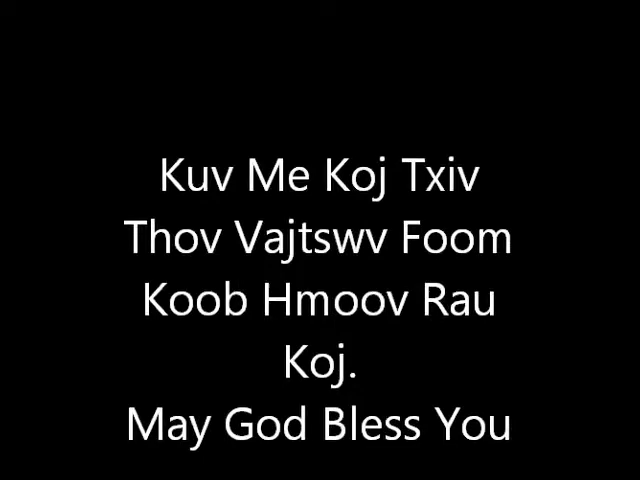 Kuv Me Koj Txiv
Thov Vajtswv Foom
Koob Hmoov Rau
Koj.
May God Bless You